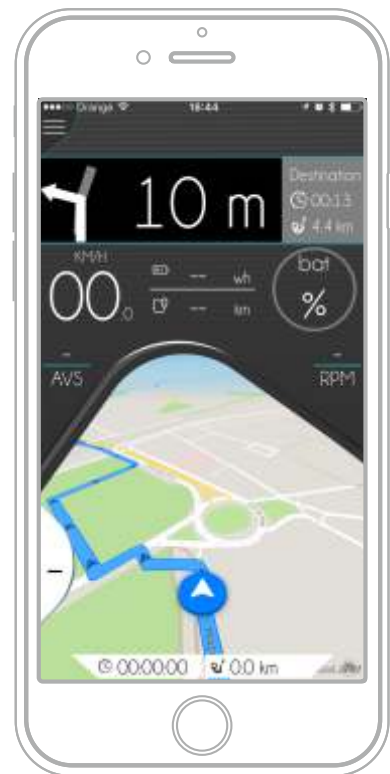 Orange 18:44
10 m
Destination
00:13
4.4 km
KM/H
00.0
-- wh
-- km
bat
%
-
AVS
-
RPM
-
00:00:00 0.0 km